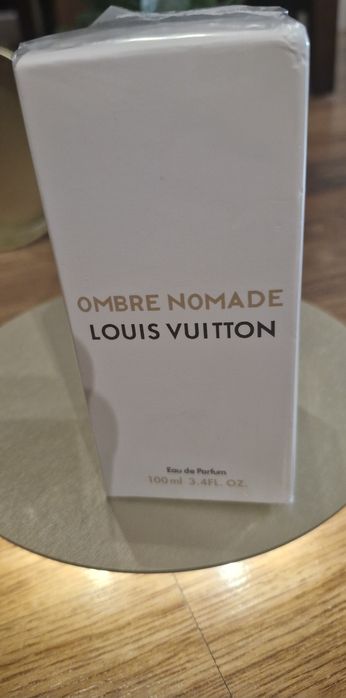 OMBRE NOMADE
LOUIS VUITTON
Eau de Parfum
100ml 3.4FL. OZ.